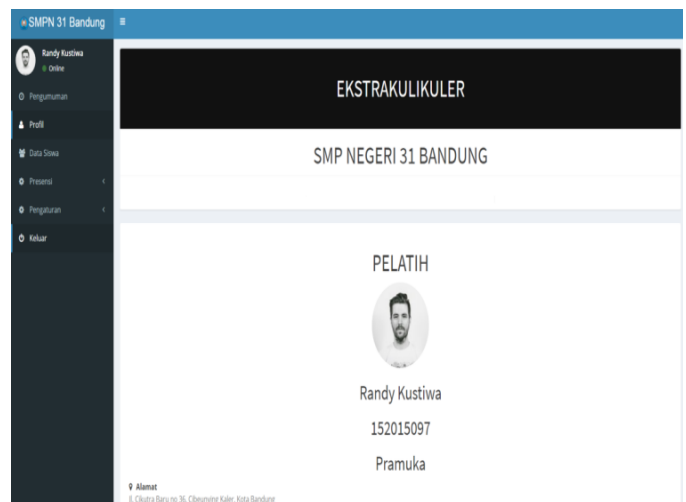 SMPN 31 Bandung
Randy Kustiwa
Online
Pengumuman
Profil
Data Siswa
Presensi
Pengaturan
Keluar
EKSTRAKULIKULER
SMP NEGERI 31 BANDUNG
PELATIH
Randy Kustiwa
152015097
Pramuka
Alamat
Jl. Cikutra Baru no 36, Cibeunying Kaler, Kota Bandung